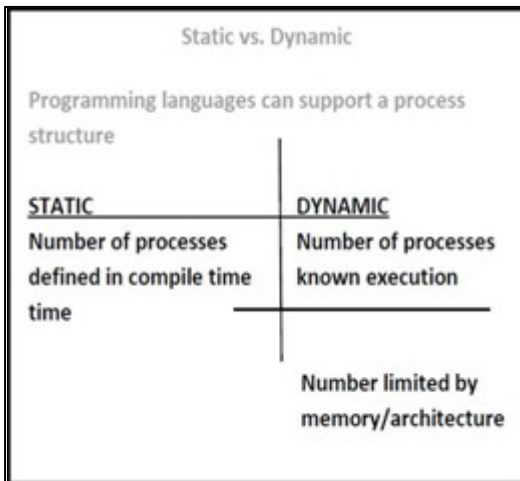 Static vs. Dynamic
Programming languages can support a process
structure
STATIC
Number of processes
defined in compile time
time
DYNAMIC
Number of processes
known execution
Number limited by
memory/architecture